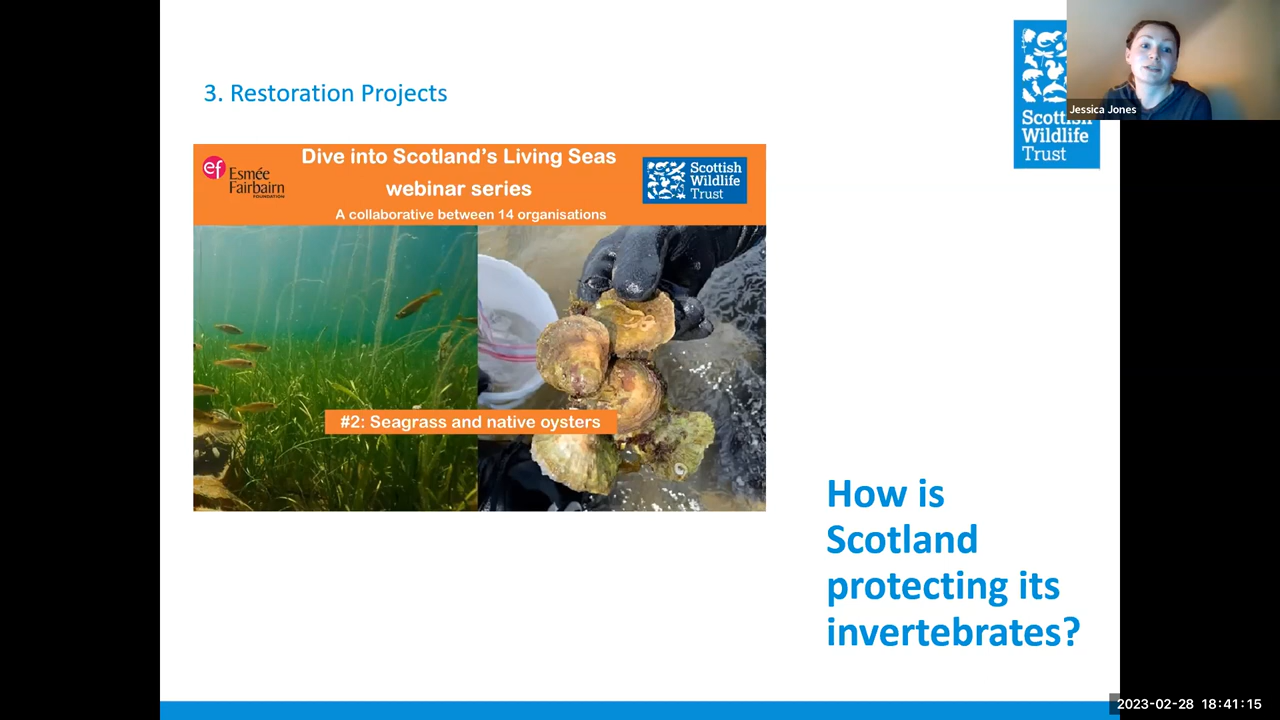 3. Restoration Projects
Scottish
Wildlife
Trust
Jessica Jones
ef
Esmée
Fairbairn
FOUNDATION
Dive into Scotland's Living Seas
webinar series
A collaborative between 14 organisations
Scottish
Wildlife
Trust
#2: Seagrass and native oysters
How is
Scotland
protecting its
invertebrates?
2023-02-28 18:41:15